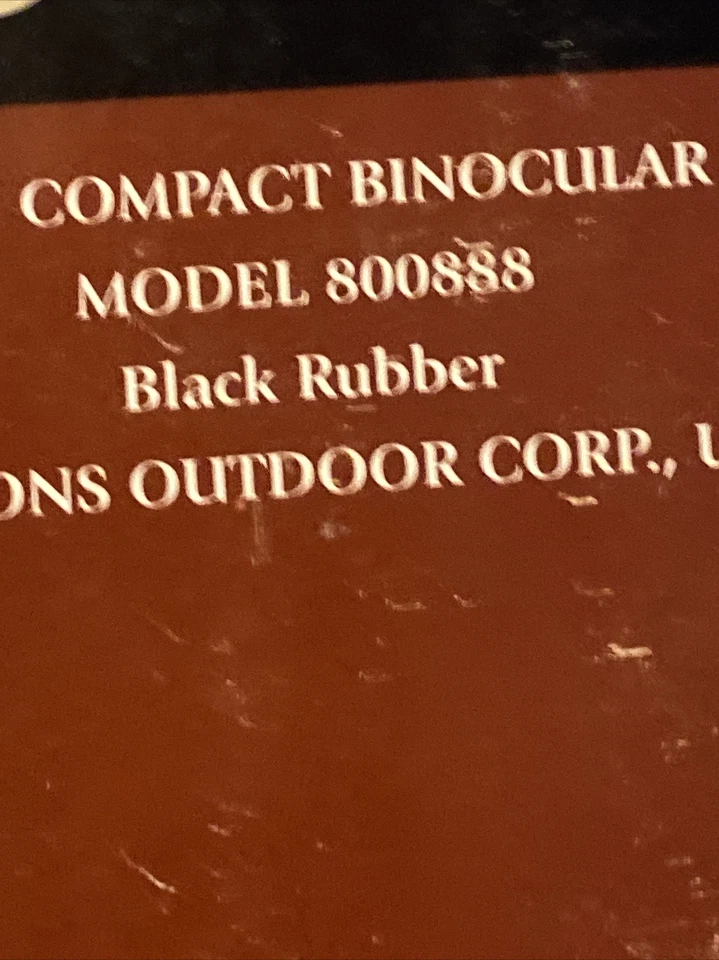 COMPACT BINOCULAR
MODEL 800888
Black Rubber
ONS OUTDOOR CORP., U